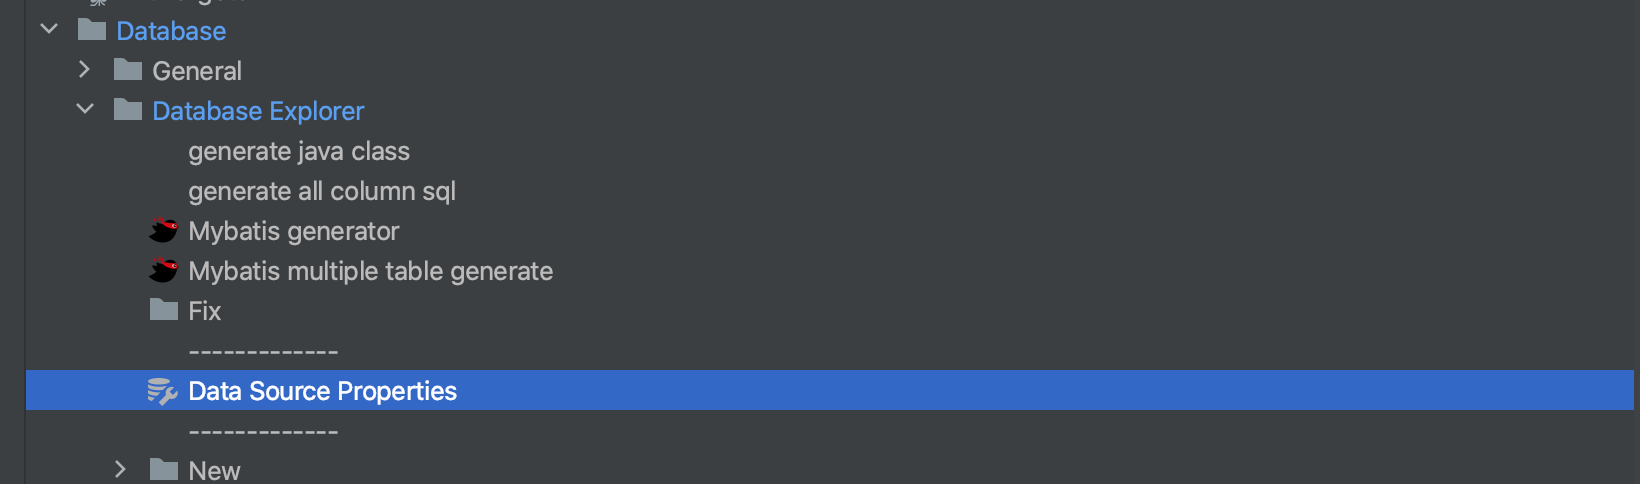 Database
General
Database Explorer
generate java class
generate all column sql
Mybatis generator
Mybatis multiple table generate
Fix
-------------
Data Source Properties
-------------
New